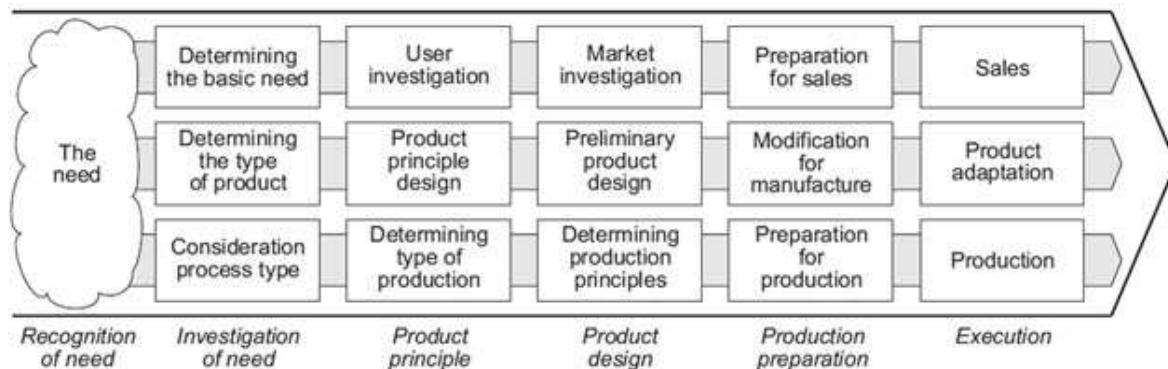 The
need
Determining
the basic need
User
investigation
Market
investigation
Preparation
for sales
Sales
Determining
the type
of product
Product
principle
design
Preliminary
product
design
Modification
for
manufacture
Product
adaptation
Consideration
process type
Determining
type of
production
Determining
production
principles
Preparation
for
production
Production
Recognition
of need
Investigation
of need
Product
principle
Product
design
Production
preparation
Execution